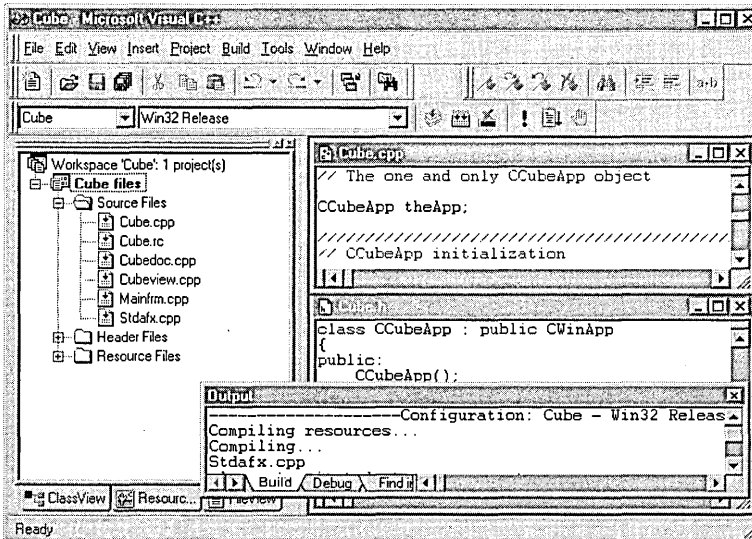 Cube - Microsoft Visual C++
File Edit View Insert Project Build Tools Window Help
a+b
Cube Win32 Release
Workspace 'Cube': 1 project(s)
Cube files
Source Files
Cube.cpp
Cube.rc
Cubedoc.cpp
Cubeview.cpp
Mainfrm.cpp
Stdafx.cpp
Header Files
Resource Files
ClassView Resourc... FileView
Cube.cpp
// The one and only CCubeApp object
CCubeApp theApp;
/////////////////////////////////////////
// CCubeApp initialization
Cube.h
class CCubeApp : public CWinApp
{
public:
CCubeApp();
Output
--------------------Configuration: Cube - Win32 Releas
Compiling resources...
Compiling...
Stdafx.cpp
Build Debug Find i
Ready